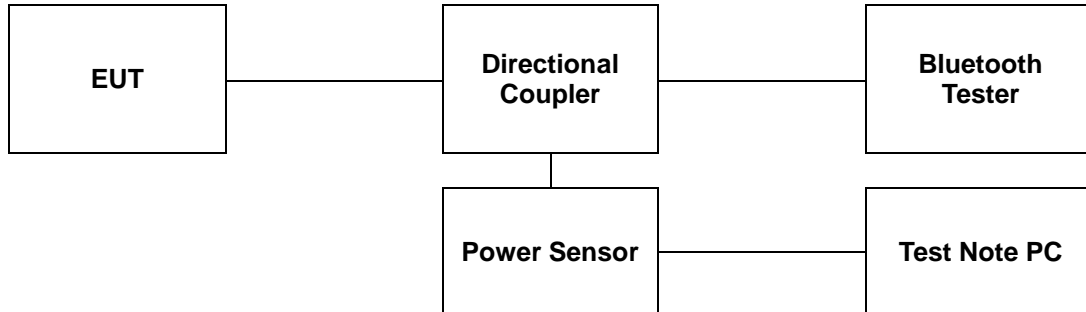 EUT
Directional
Coupler
Bluetooth
Tester
Power Sensor
Test Note PC